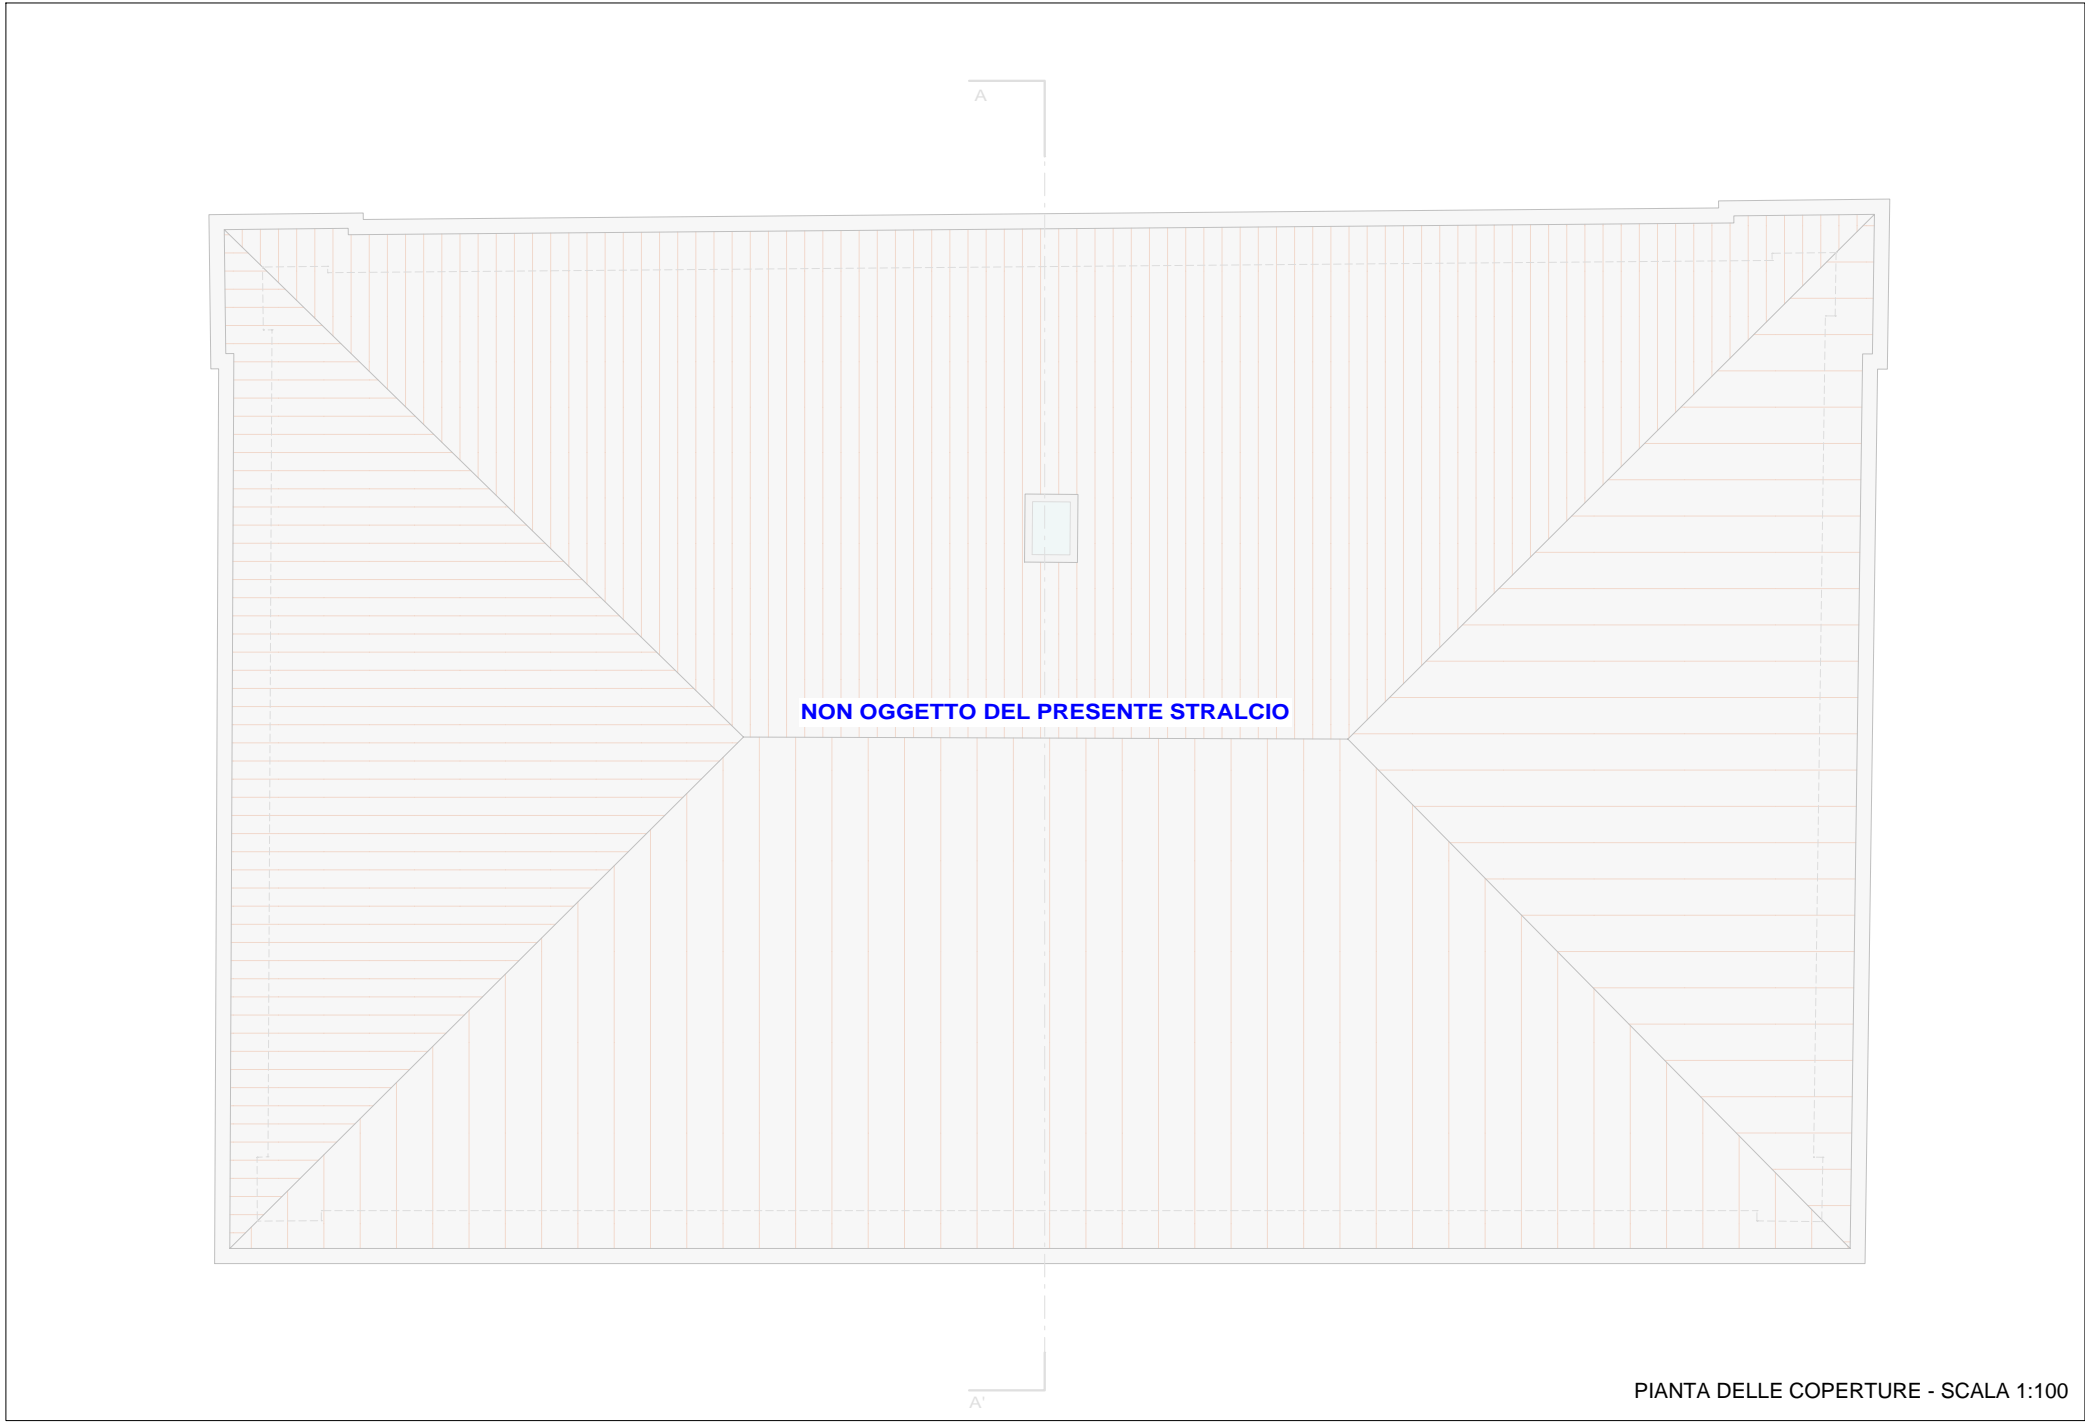 A
NON OGGETTO DEL PRESENTE STRALCIO
PIANTA DELLE COPERTURE - SCALA 1:100
A'